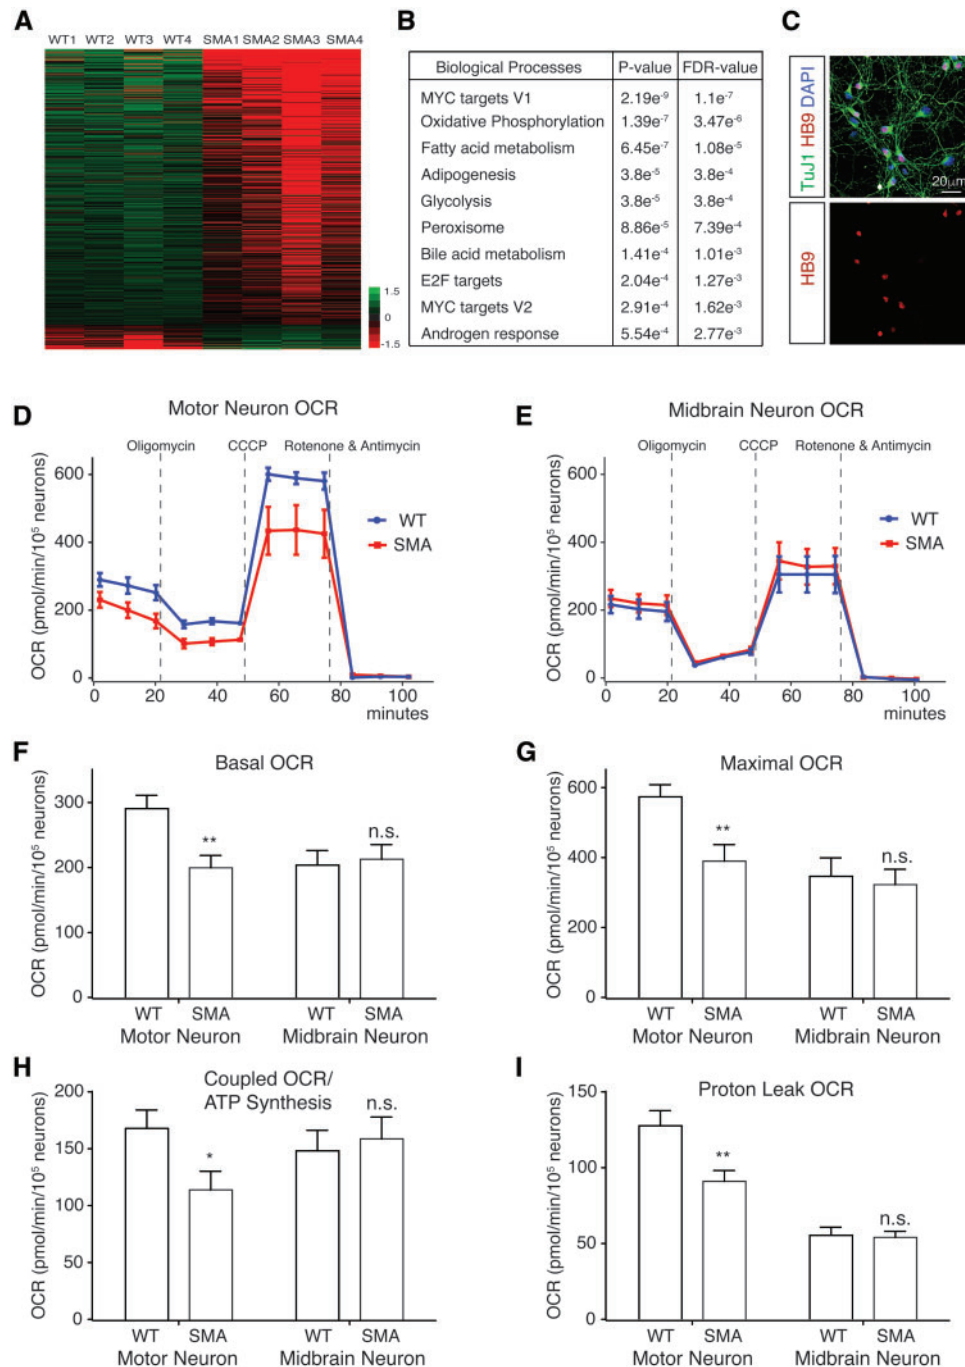 A
WT1 WT2 WT3 WT4 SMA1 SMA2 SMA3 SMA4
1.5
0
-1.5
B
Biological Processes P-value FDR-value
MYC targets V1 2.19e-9 1.1e-7
Oxidative Phosphorylation 1.39e-7 3.47e-6
Fatty acid metabolism 6.45e-7 1.08e-5
Adipogenesis 3.8e-5 3.8e-4
Glycolysis 3.8e-5 3.8e-4
Peroxisome 8.86e-5 7.39e-4
Bile acid metabolism 1.41e-4 1.01e-3
E2F targets 2.04e-4 1.27e-3
MYC targets V2 2.91e-4 1.62e-3
Androgen response 5.54e-4 2.77e-3
C
TuJ1 HB9 DAPI
20µm
HB9
D
Motor Neuron OCR
Oligomycin CCCP Rotenone & Antimycin
OCR (pmol/min/10⁵ neurons)
600
400
200
0
WT
SMA
0 20 40 60 80 100
minutes
E
Midbrain Neuron OCR
Oligomycin CCCP Rotenone & Antimycin
OCR (pmol/min/10⁵ neurons)
600
400
200
0
WT
SMA
0 20 40 60 80 100
minutes
F
Basal OCR
OCR (pmol/min/10⁵ neurons)
300
200
100
0
**
n.s.
WT SMA WT SMA
Motor Neuron Midbrain Neuron
G
Maximal OCR
OCR (pmol/min/10⁵ neurons)
600
400
200
0
**
n.s.
WT SMA WT SMA
Motor Neuron Midbrain Neuron
H
Coupled OCR/
ATP Synthesis
OCR (pmol/min/10⁵ neurons)
200
150
100
50
0
*
n.s.
WT SMA WT SMA
Motor Neuron Midbrain Neuron
I
Proton Leak OCR
OCR (pmol/min/10⁵ neurons)
150
100
50
0
**
n.s.
WT SMA WT SMA
Motor Neuron Midbrain Neuron